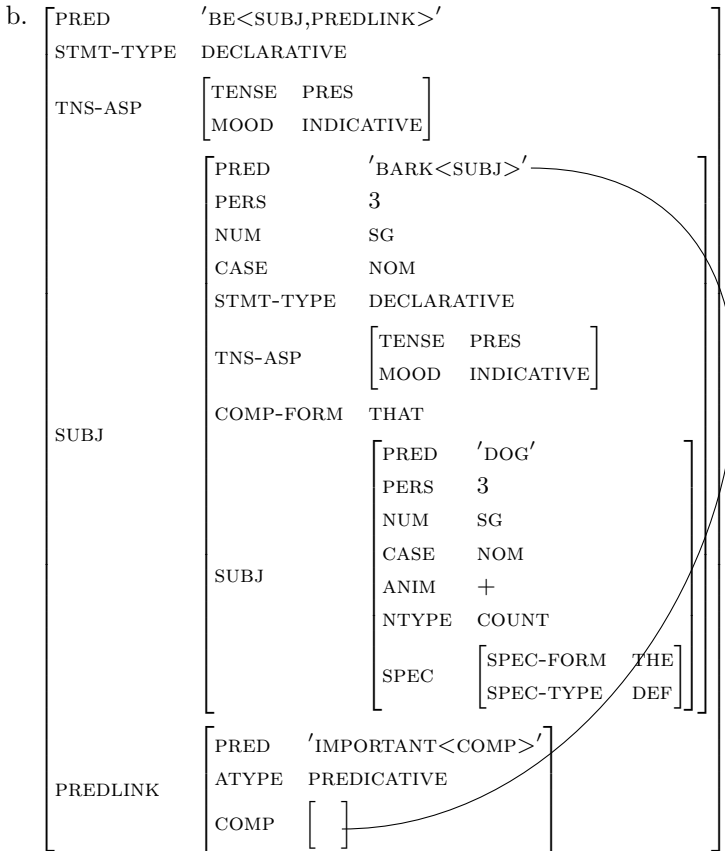 b. PRED 'BE<SUBJ,PREDLINK>'
STMT-TYPE DECLARATIVE
TNS-ASP
TENSE PRES
MOOD INDICATIVE
SUBJ
PRED 'BARK<SUBJ>'
PERS 3
NUM SG
CASE NOM
STMT-TYPE DECLARATIVE
TNS-ASP
TENSE PRES
MOOD INDICATIVE
COMP-FORM THAT
SUBJ
PRED 'DOG'
PERS 3
NUM SG
CASE NOM
ANIM +
NTYPE COUNT
SPEC
SPEC-FORM THE
SPEC-TYPE DEF
PREDLINK
PRED 'IMPORTANT<COMP>'
ATYPE PREDICATIVE
COMP [ ]